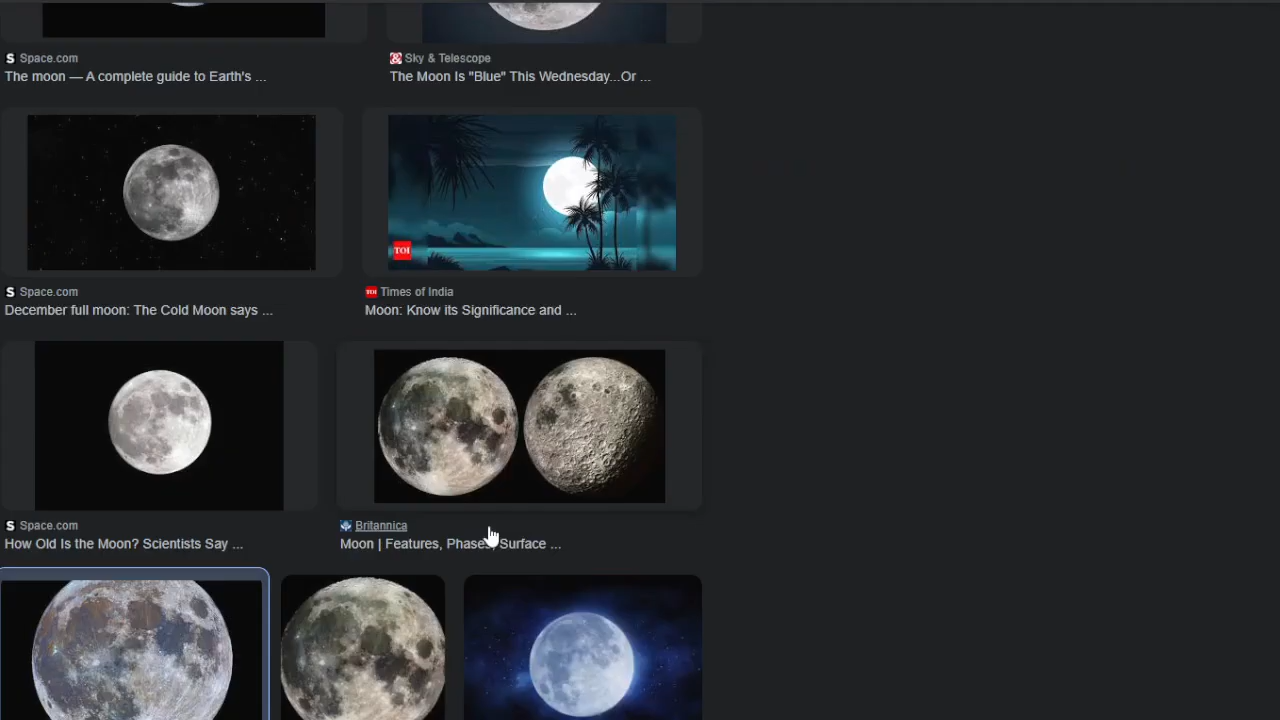 Space.com
The moon — A complete guide to Earth's ...
Sky & Telescope
The Moon Is "Blue" This Wednesday...Or ...
TOI
Space.com
December full moon: The Cold Moon says ...
TOI Times of India
Moon: Know its Significance and ...
Space.com
How Old Is the Moon? Scientists Say ...
Britannica
Moon | Features, Phases, Surface ...